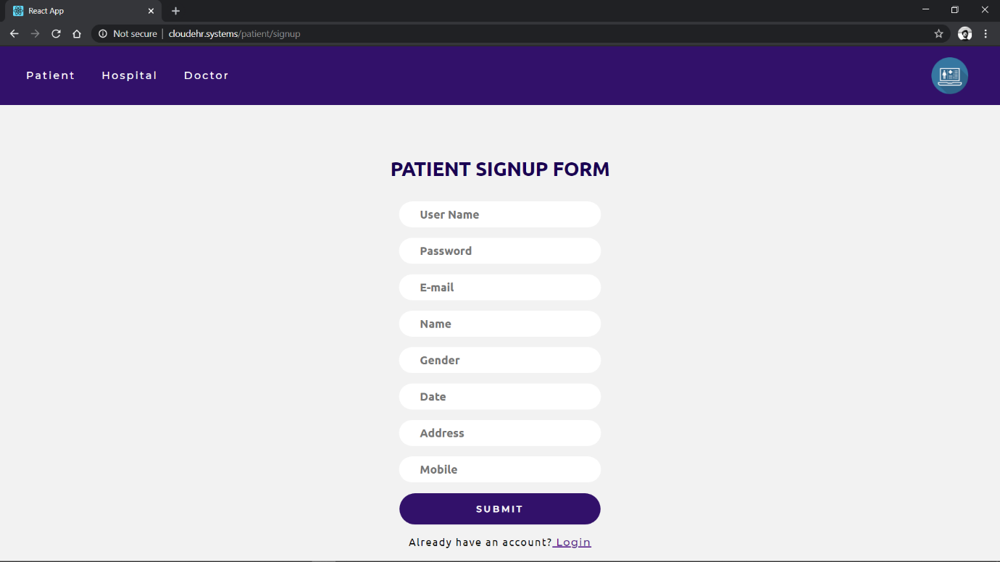 React App
Not secure | cloudehr.systems/patient/signup
Patient Hospital Doctor
PATIENT SIGNUP FORM
User Name
Password
E-mail
Name
Gender
Date
Address
Mobile
SUBMIT
Already have an account? Login